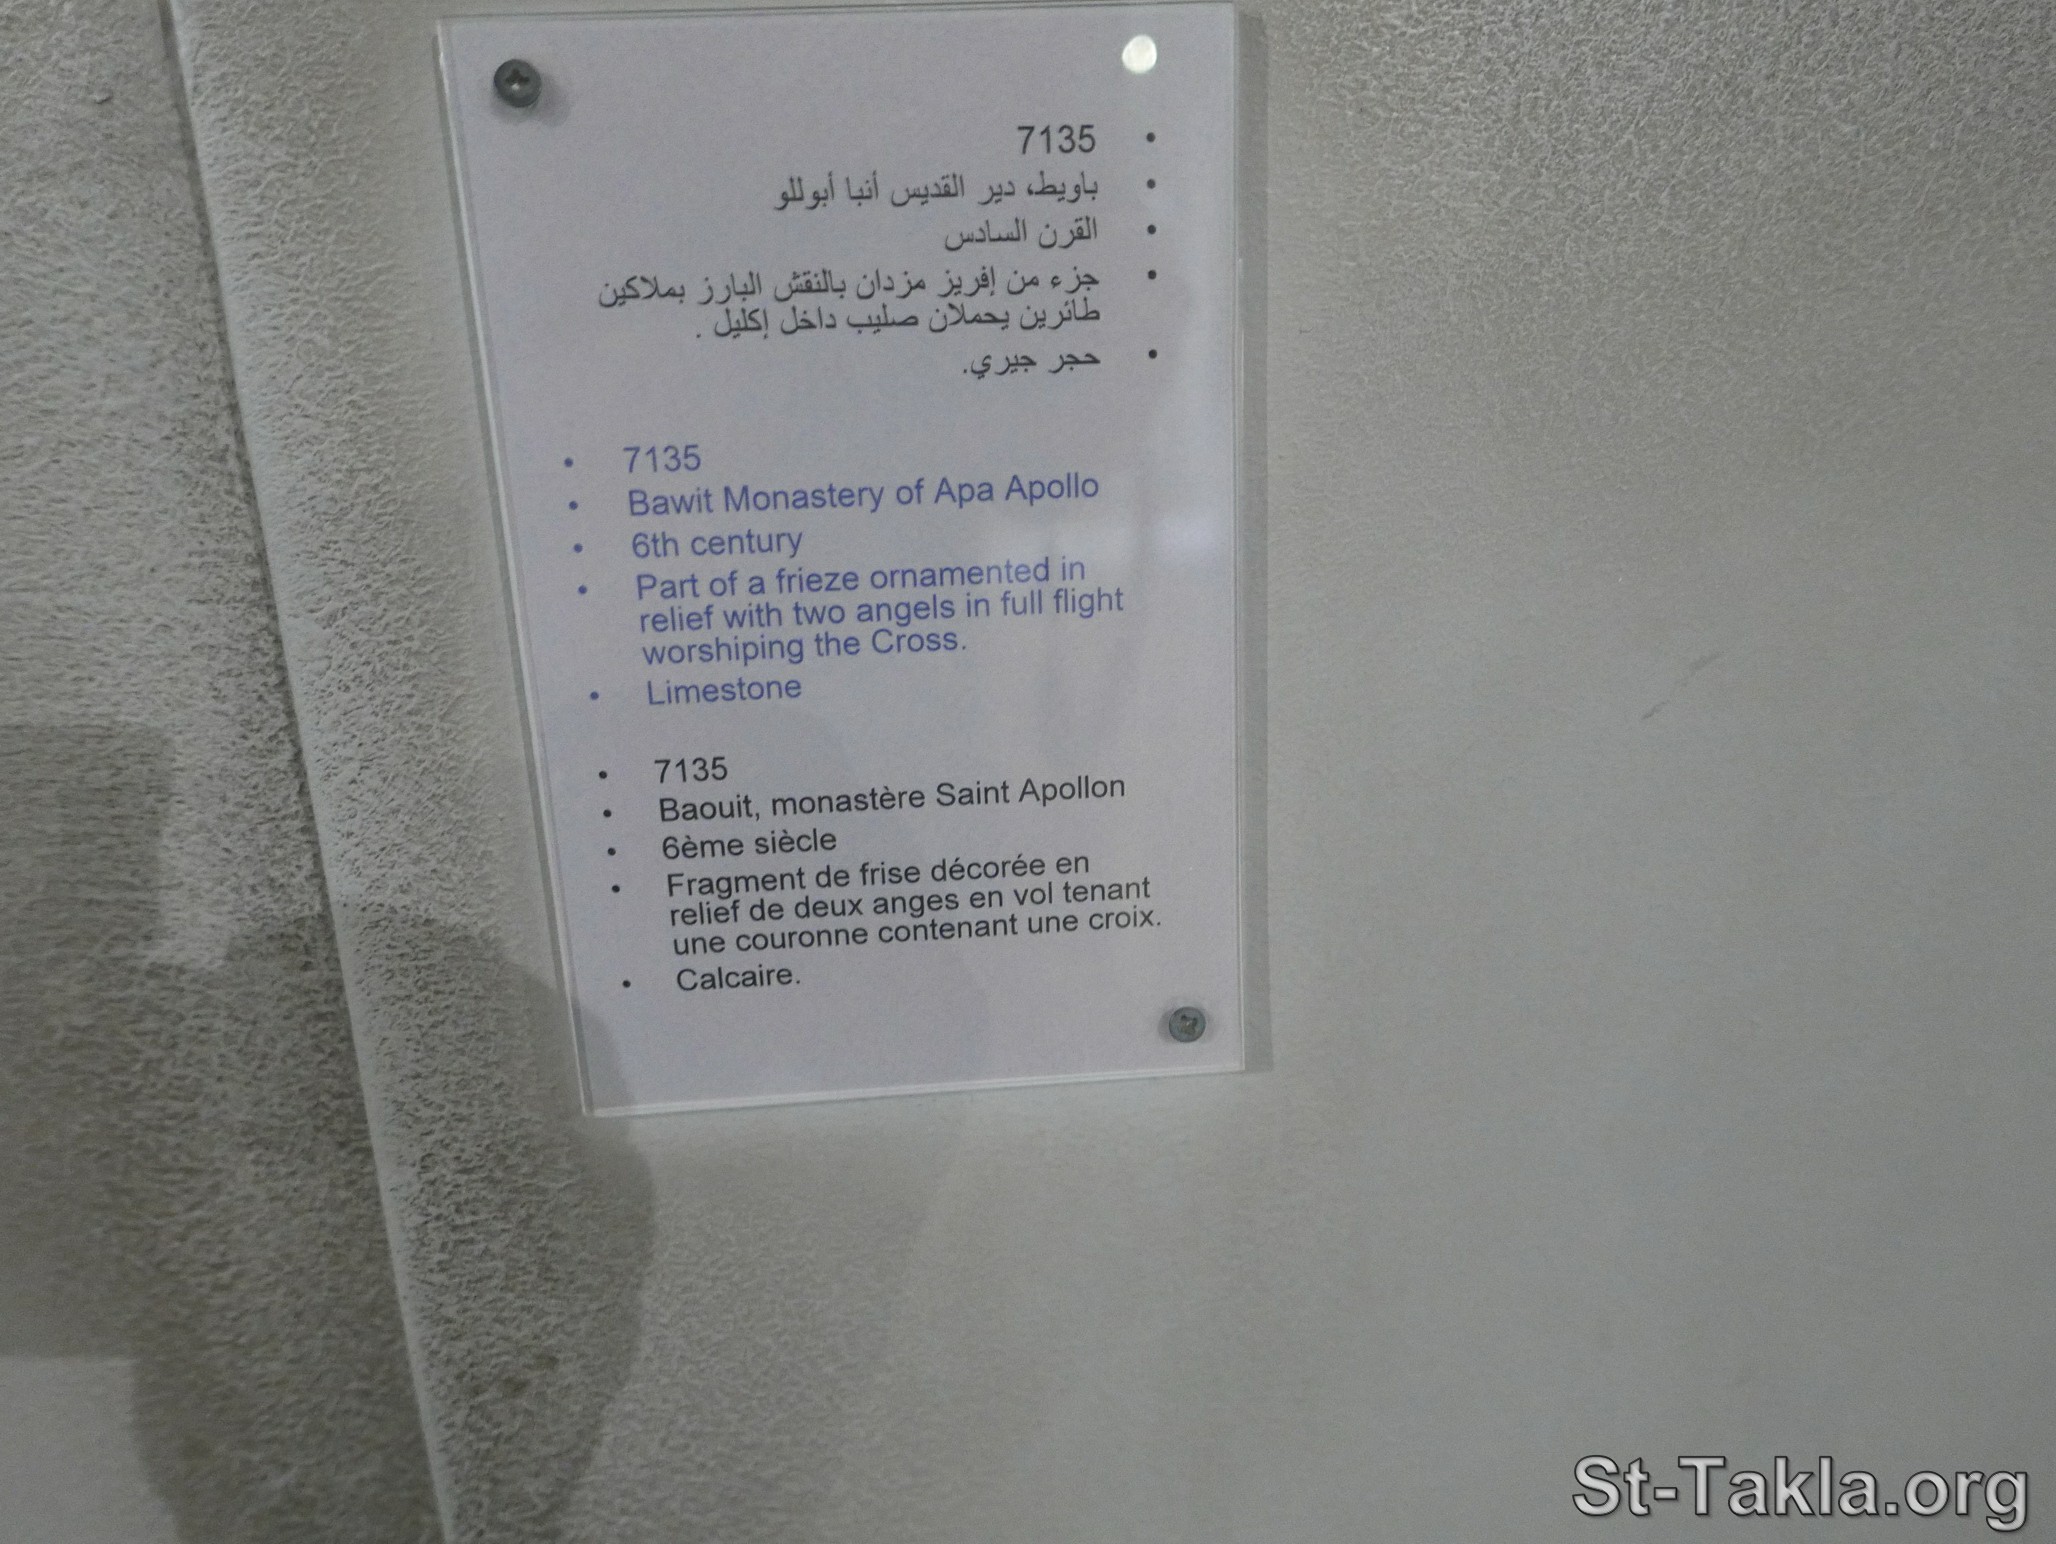 • 7135
• باويط، دير القديس أنبا أبوللو
• القرن السادس
• جزء من إفريز مزدان بالنقش البارز بملاكين
طائرين يحملان صليب داخل إكليل .
• حجر جيري.
• 7135
• Bawit Monastery of Apa Apollo
• 6th century
• Part of a frieze ornamented in
relief with two angels in full flight
worshiping the Cross.
• Limestone
• 7135
• Baouit, monastère Saint Apollon
• 6ème siècle
• Fragment de frise décorée en
relief de deux anges en vol tenant
une couronne contenant une croix.
• Calcaire.
St-Takla.org